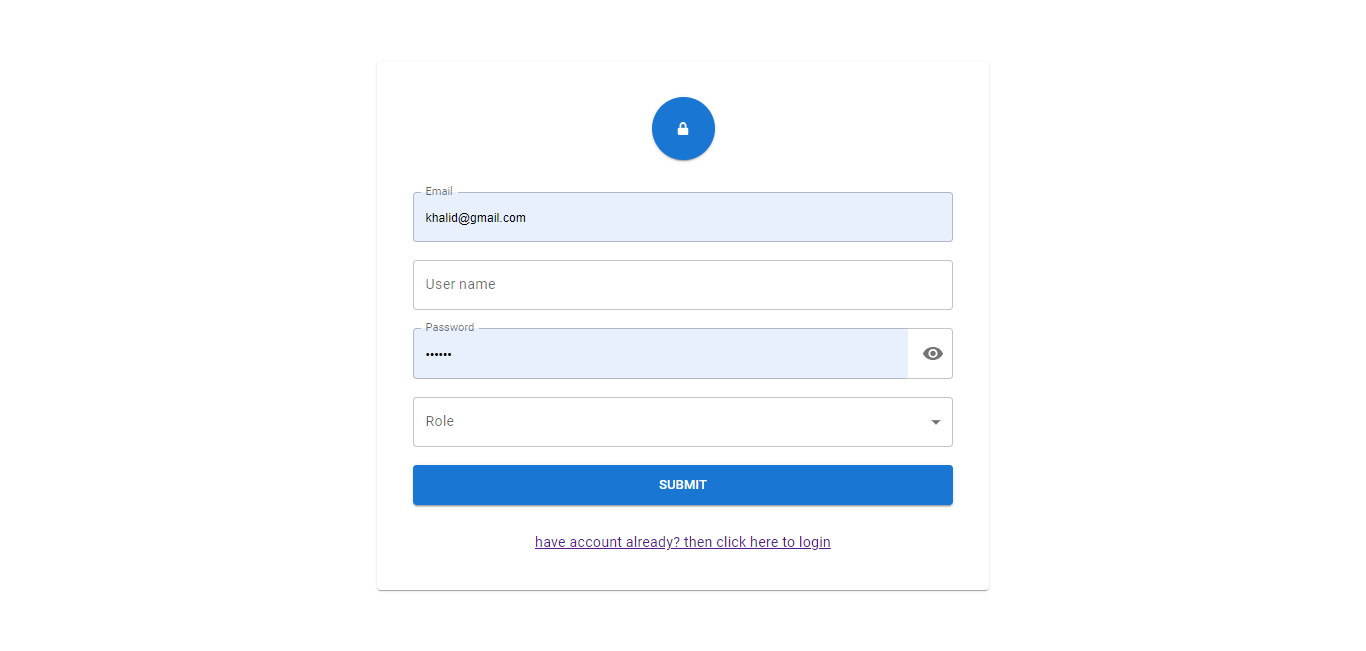 Email
khalid@gmail.com
User name
Password
••••••
Role
SUBMIT
have account already? then click here to login